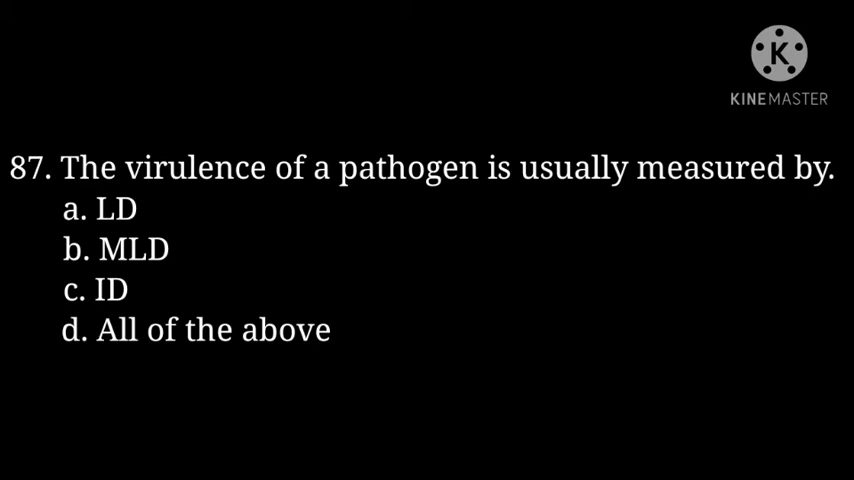 K
KINEMASTER
87. The virulence of a pathogen is usually measured by.
a. LD
b. MLD
c. ID
d. All of the above